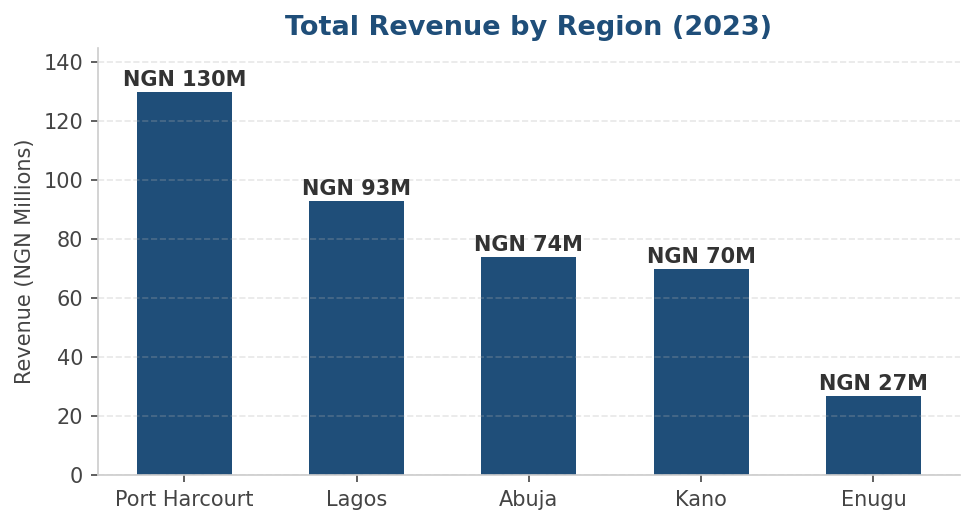 Total Revenue by Region (2023)
Revenue (NGN Millions)
140
120
100
80
60
40
20
0
NGN 130M
NGN 93M
NGN 74M
NGN 70M
NGN 27M
Port Harcourt
Lagos
Abuja
Kano
Enugu